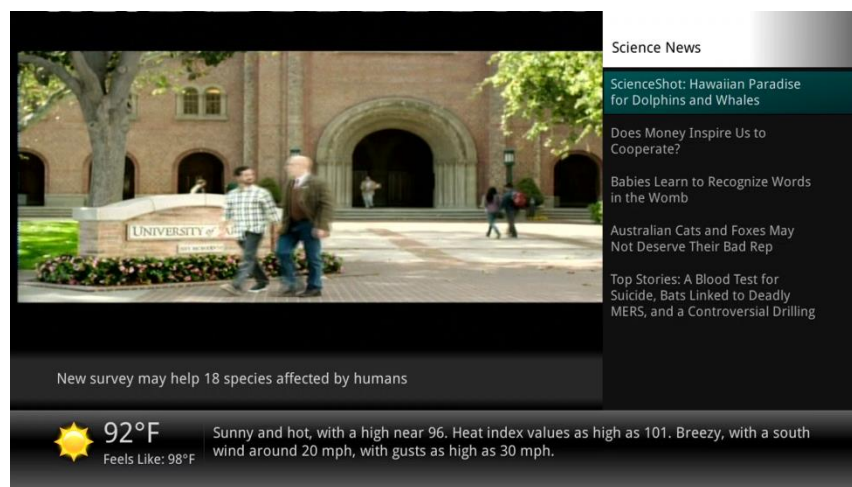 UNIVERSITY of
Science News
ScienceShot: Hawaiian Paradise
for Dolphins and Whales
Does Money Inspire Us to
Cooperate?
Babies Learn to Recognize Words
in the Womb
Australian Cats and Foxes May
Not Deserve Their Bad Rep
Top Stories: A Blood Test for
Suicide, Bats Linked to Deadly
MERS, and a Controversial Drilling
New survey may help 18 species affected by humans
92°F
Feels Like: 98°F
Sunny and hot, with a high near 96. Heat index values as high as 101. Breezy, with a south
wind around 20 mph, with gusts as high as 30 mph.